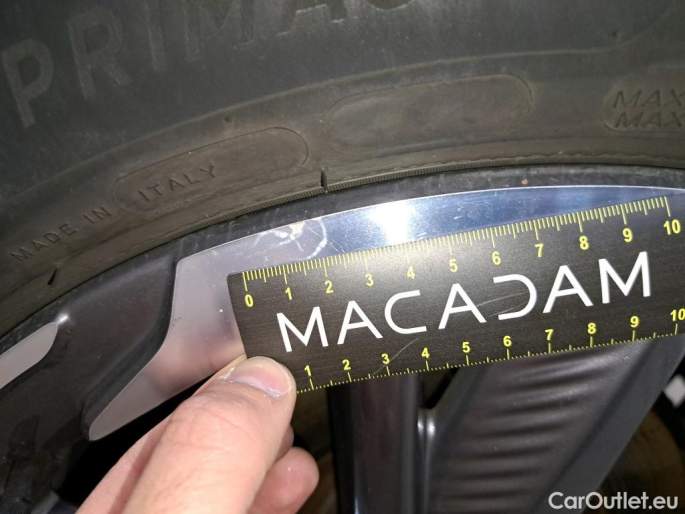 PRIMAC
MADE IN ITALY
MAX
MAX
0 1 2 3 4 5 6 7 8 9 10
MACADAM
1 2 3 4 5 6 7 8 9 10
CarOutlet.eu